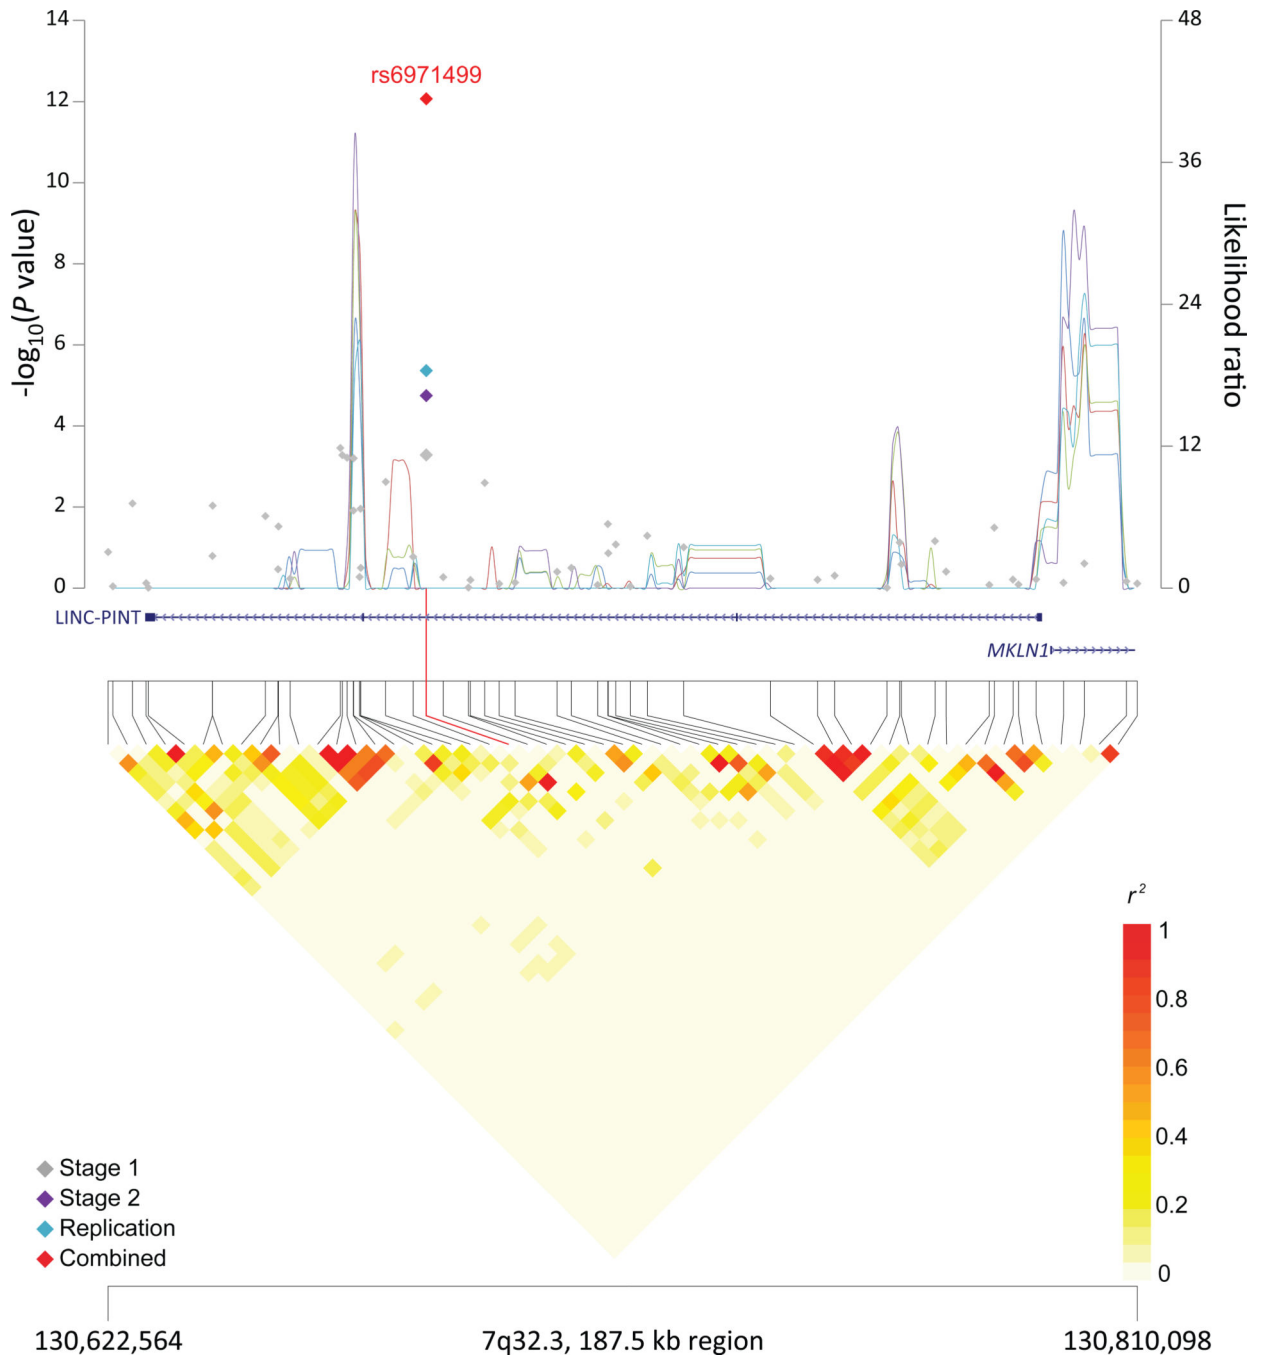 14
48
rs6971499
12
36
10
-log10(P value)
Likelihood ratio
8
24
6
4
12
2
0
0
LINC-PINT
MKLN1
r2
1
0.8
0.6
0.4
0.2
0
Stage 1
Stage 2
Replication
Combined
130,622,564
7q32.3, 187.5 kb region
130,810,098